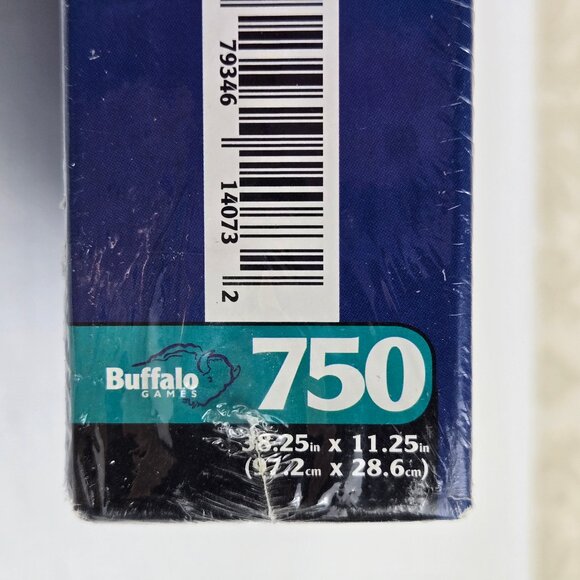 79346
14073
2
Buffalo
GAMES
750
38.25in x 11.25in
(97.2cm x 28.6cm)